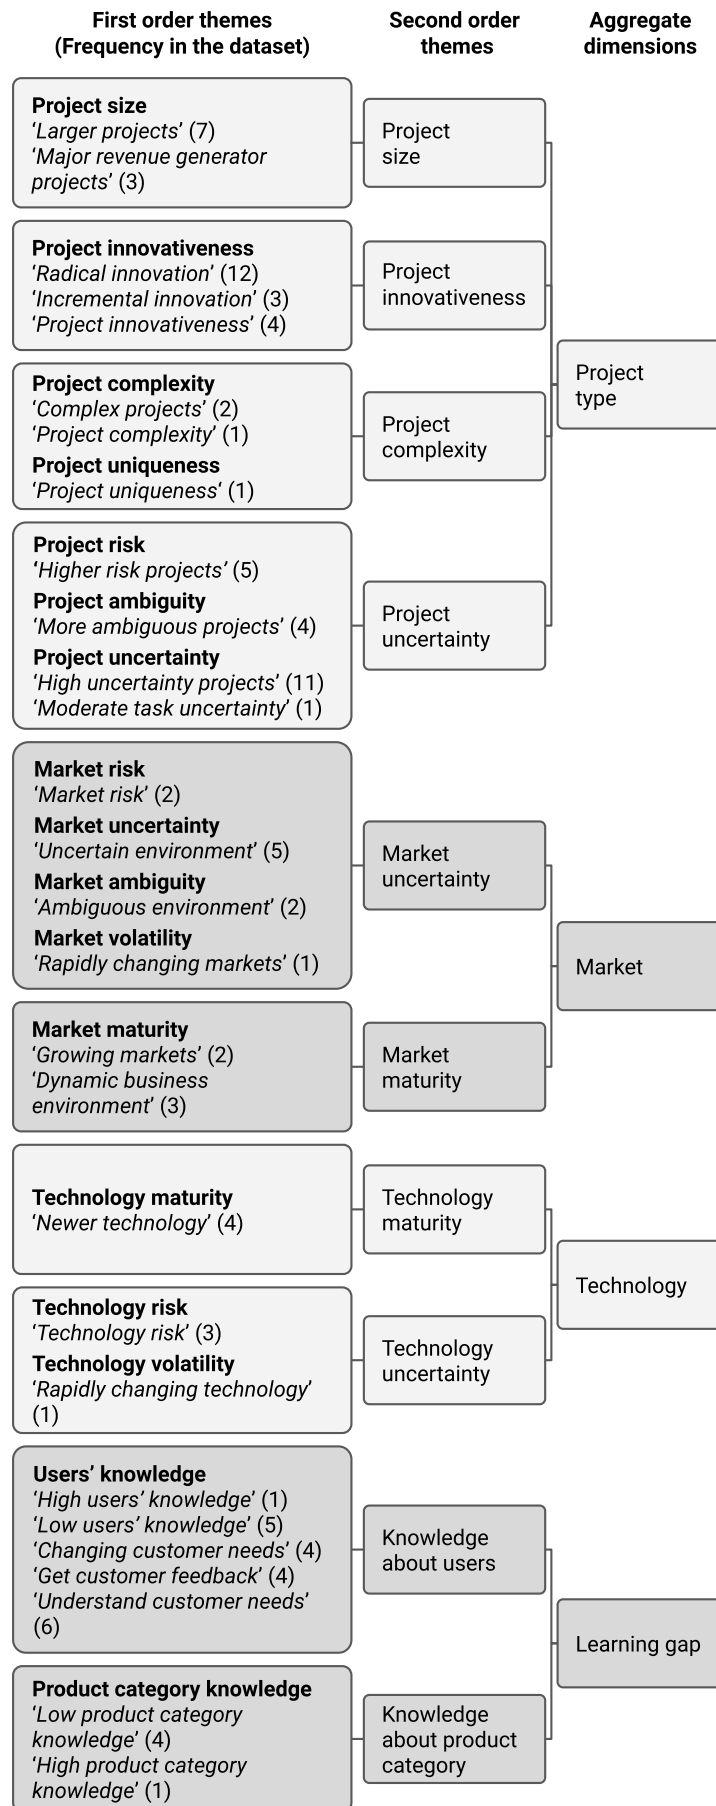 First order themes
(Frequency in the dataset)
Second order
themes
Aggregate
dimensions
Project size
‘Larger projects’ (7)
‘Major revenue generator
projects’ (3)
Project
size
Project innovativeness
‘Radical innovation’ (12)
‘Incremental innovation’ (3)
‘Project innovativeness’ (4)
Project
innovativeness
Project complexity
‘Complex projects’ (2)
‘Project complexity’ (1)
Project uniqueness
‘Project uniqueness‘ (1)
Project
complexity
Project
type
Project risk
‘Higher risk projects’ (5)
Project ambiguity
‘More ambiguous projects’ (4)
Project uncertainty
‘High uncertainty projects’ (11)
‘Moderate task uncertainty’ (1)
Project
uncertainty
Market risk
‘Market risk’ (2)
Market uncertainty
‘Uncertain environment’ (5)
Market ambiguity
‘Ambiguous environment’ (2)
Market volatility
‘Rapidly changing markets’ (1)
Market
uncertainty
Market
Market maturity
‘Growing markets’ (2)
‘Dynamic business
environment’ (3)
Market
maturity
Technology maturity
‘Newer technology’ (4)
Technology
maturity
Technology
Technology risk
‘Technology risk’ (3)
Technology volatility
‘Rapidly changing technology’
(1)
Technology
uncertainty
Users’ knowledge
‘High users’ knowledge’ (1)
‘Low users’ knowledge’ (5)
‘Changing customer needs’ (4)
‘Get customer feedback’ (4)
‘Understand customer needs’
(6)
Knowledge
about users
Learning gap
Product category knowledge
‘Low product category
knowledge’ (4)
‘High product category
knowledge’ (1)
Knowledge
about product
category